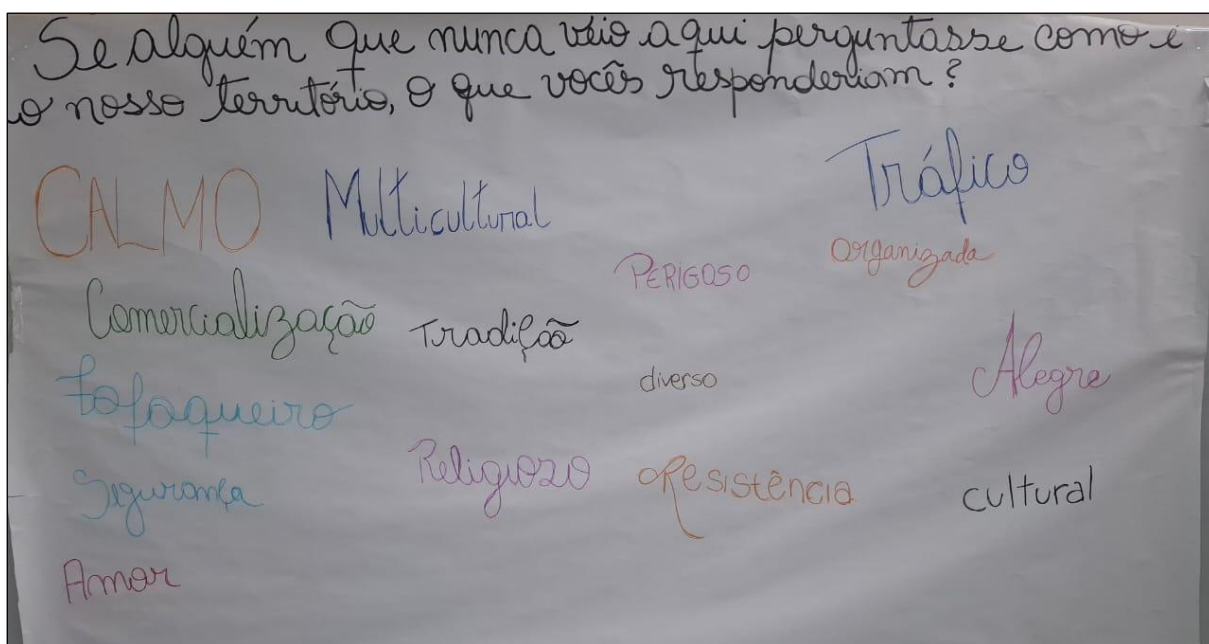 Se alguém que nunca veio aqui perguntasse como é
o nosso território, o que vocês responderiam?
CALMO
Multicultural
Tráfico
PERIGOSO
Organizada
Comercialização
Tradição
diverso
Alegre
Fofoqueiro
Religiozo
Resistência
cultural
Segurança
Amor